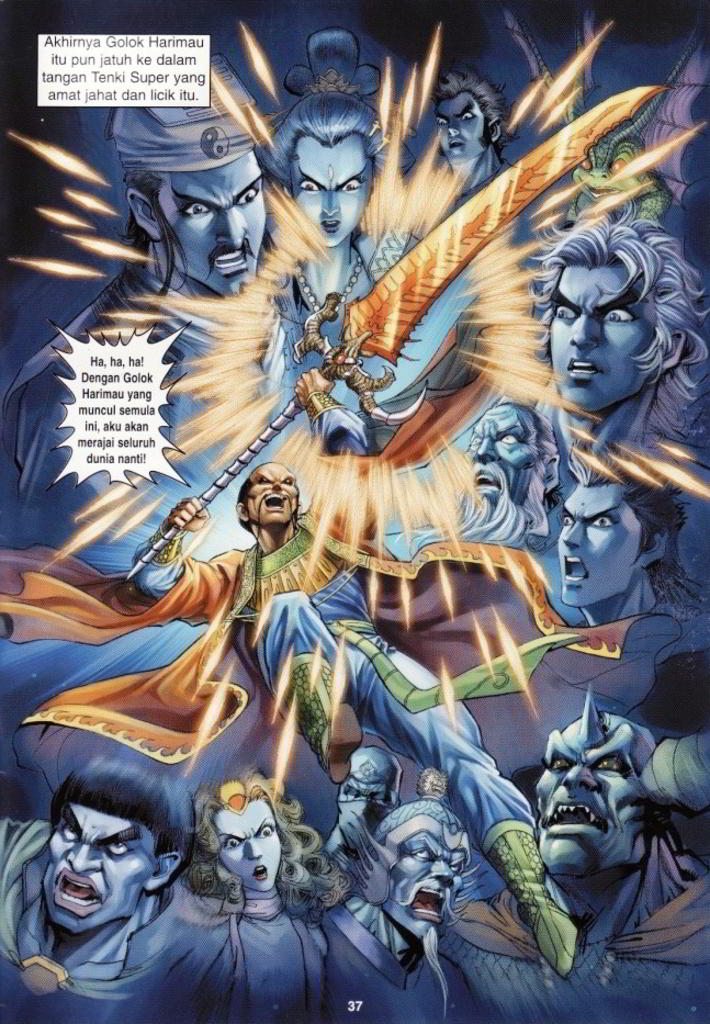 Akhirnya Golok Harimau
itu pun jatuh ke dalam
tangan Tenki Super yang
amat jahat dan licik itu.
Ha, ha, ha!
Dengan Golok
Harimau yang
muncul semula
ini, aku akan
merajai seluruh
dunia nanti!
37